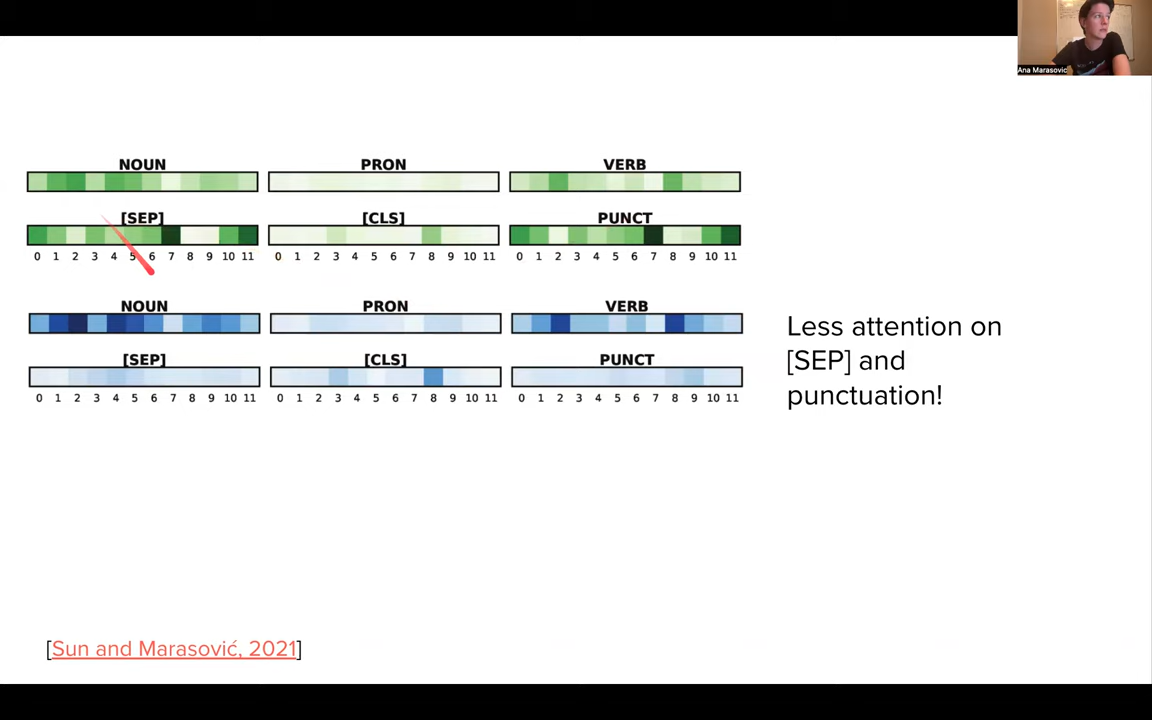 Ana Marasović
NOUN PRON VERB
[SEP] [CLS] PUNCT
0 1 2 3 4 5 6 7 8 9 10 11 0 1 2 3 4 5 6 7 8 9 10 11 0 1 2 3 4 5 6 7 8 9 10 11
NOUN PRON VERB
[SEP] [CLS] PUNCT
0 1 2 3 4 5 6 7 8 9 10 11 0 1 2 3 4 5 6 7 8 9 10 11 0 1 2 3 4 5 6 7 8 9 10 11
Less attention on
[SEP] and
punctuation!
[Sun and Marasović, 2021]